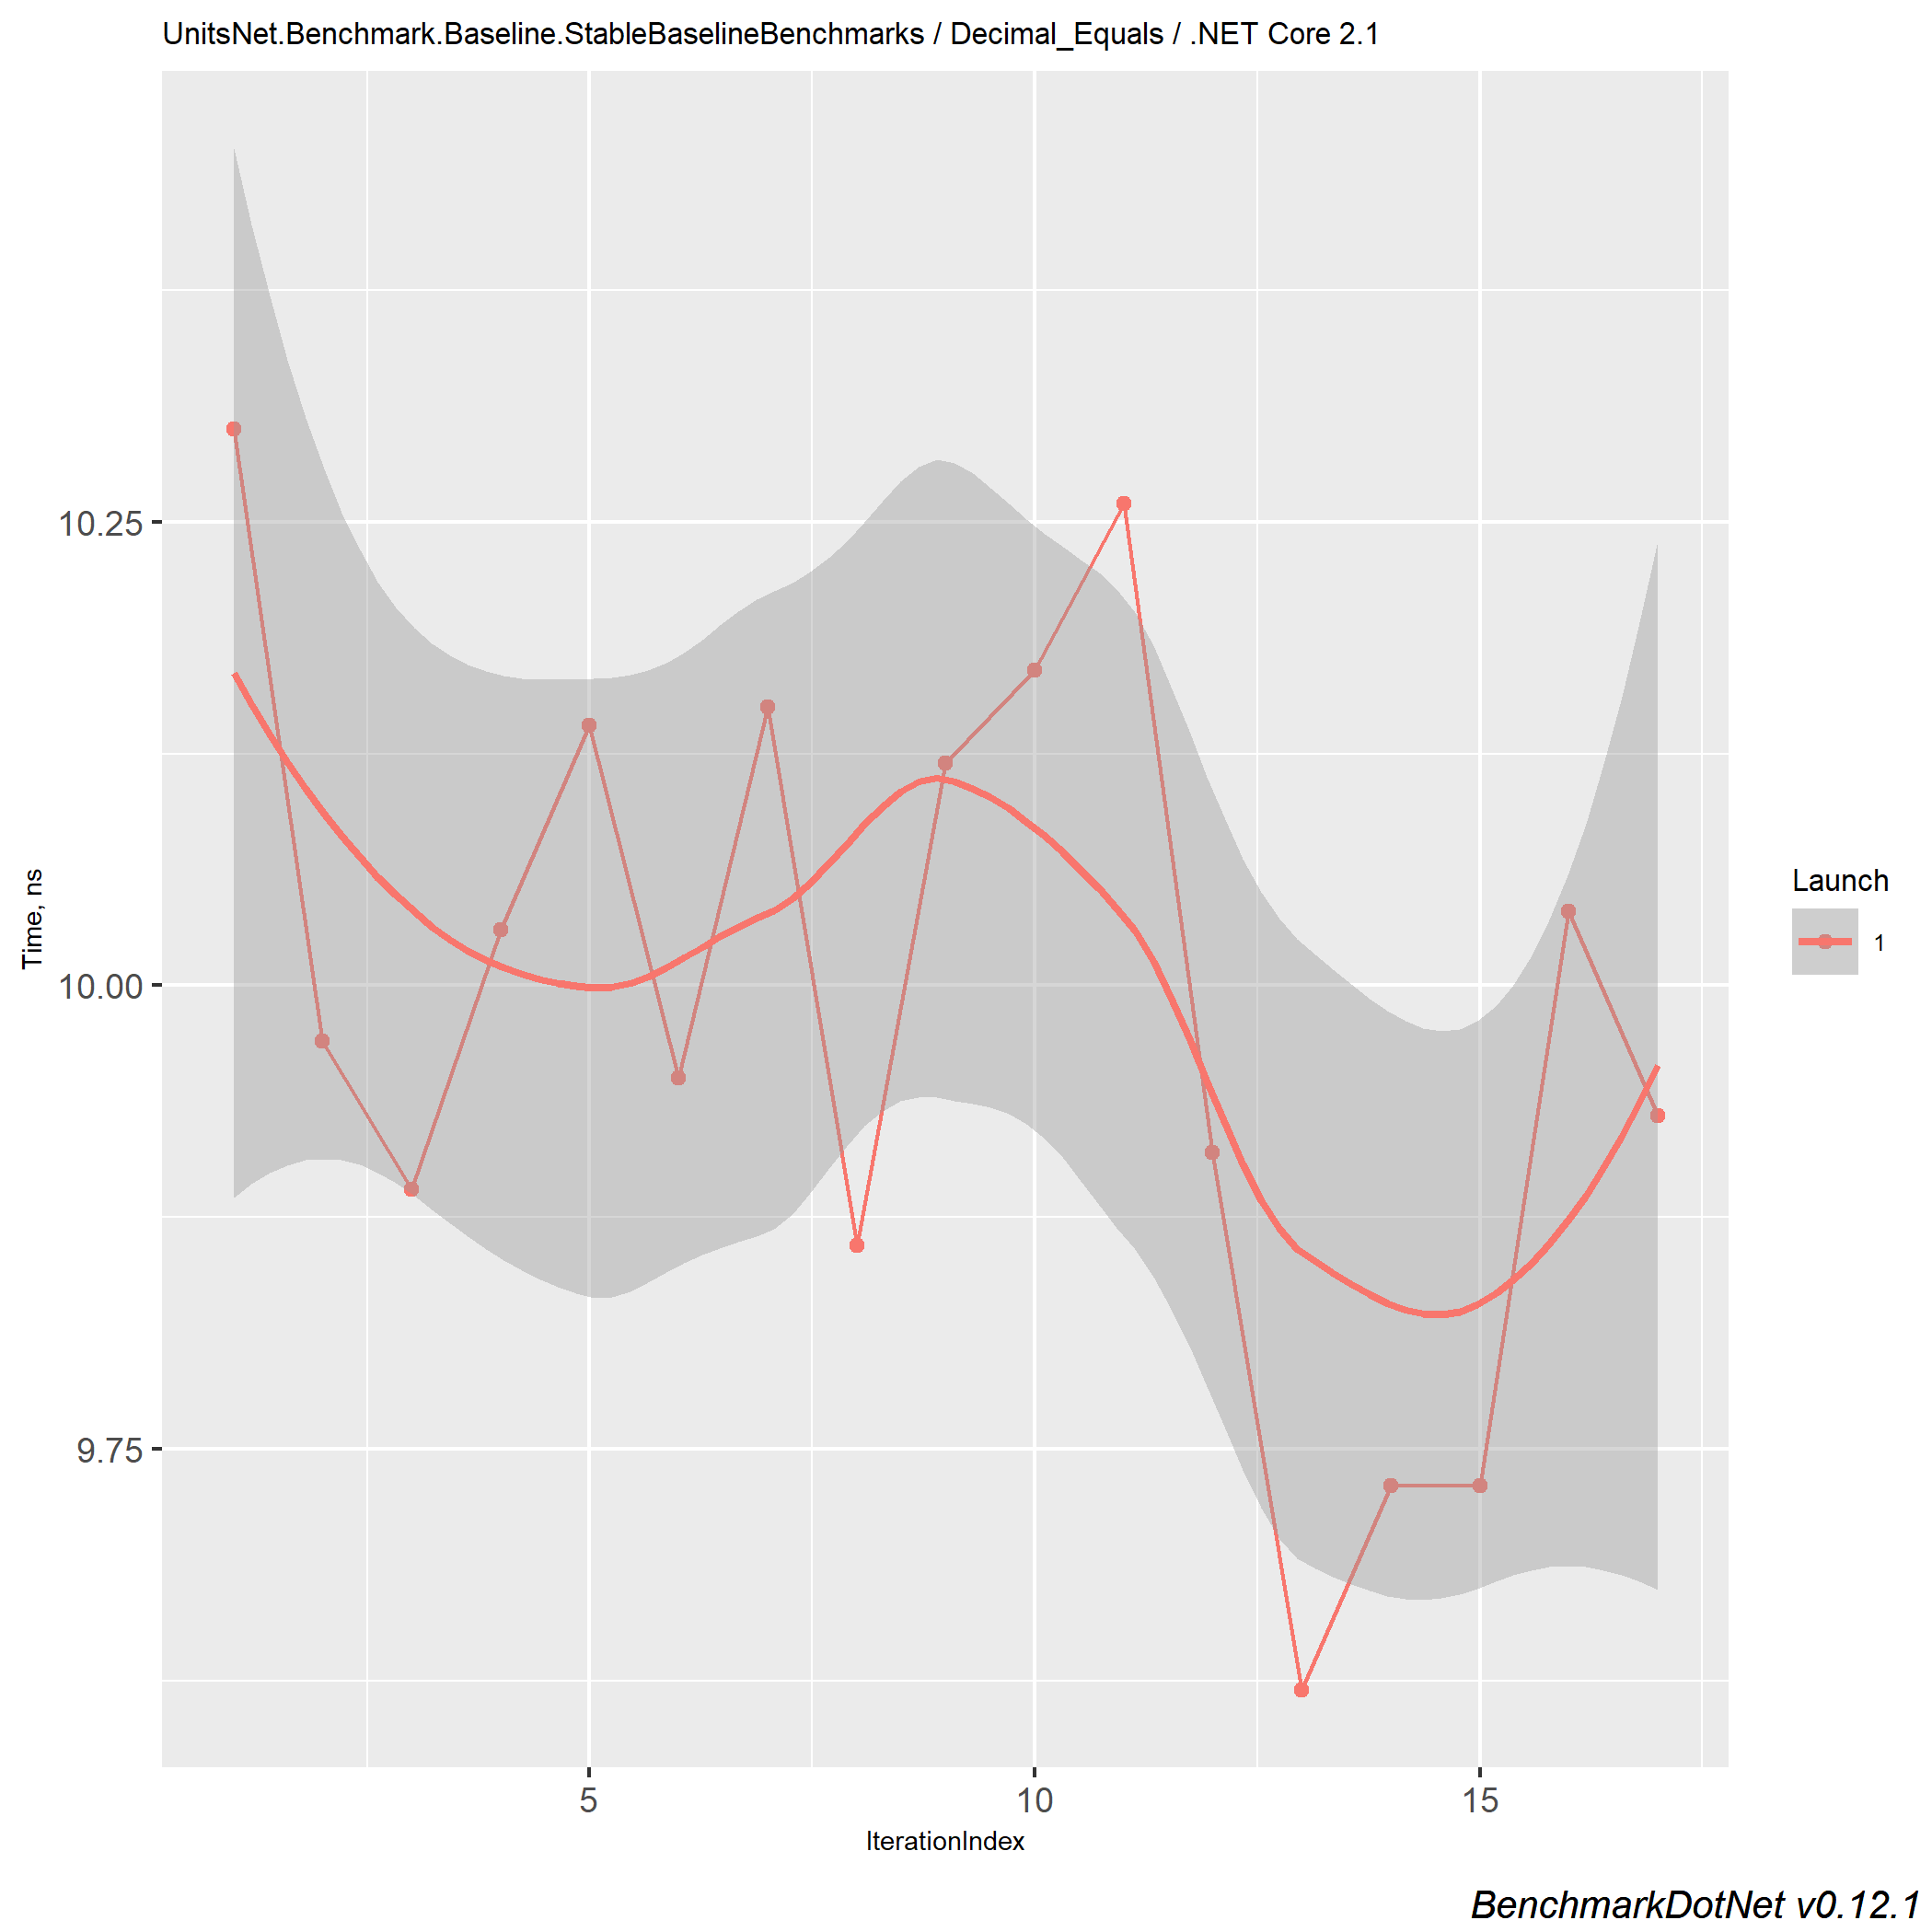 UnitsNet.Benchmark.Baseline.StableBaselineBenchmarks / Decimal_Equals / .NET Core 2.1
10.25
10.00
9.75
Time, ns
5 10 15
IterationIndex
Launch
1
BenchmarkDotNet v0.12.1